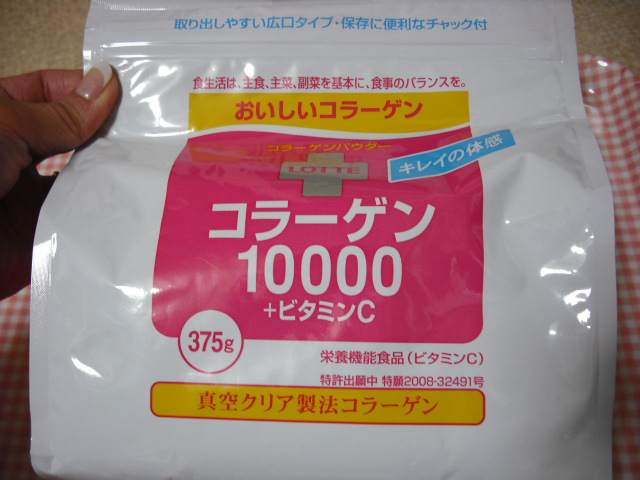 取り出しやすい広口タイプ・保存に便利なチャック付
食生活は、主食、主菜、副菜を基本に、食事のバランスを。
おいしいコラーゲン
コラーゲンパウダー
LOTTE
キレイの体感
コラーゲン
10000
+ビタミンC
375g
栄養機能食品(ビタミンC)
特許出願中 特願2008-32491号
真空クリア製法コラーゲン